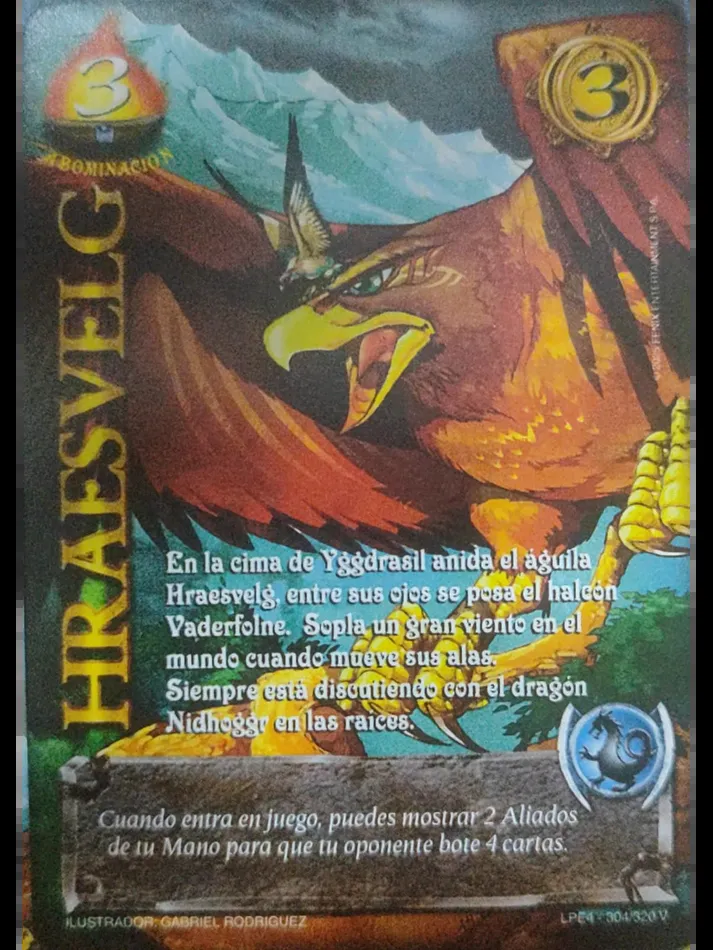 3
3
ABOMINACION
HRAESVELG
En la cima de Yggdrasil anida el águila
Hraesvelg, entre sus ojos se posa el halcón
Vaderfolne. Sopla un gran viento en el
mundo cuando mueve sus alas.
Siempre está discutiendo con el dragón
Nidhoggr en las raíces.
Cuando entra en juego, puedes mostrar 2 Aliados
de tu Mano para que tu oponente bote 4 cartas.
ILUSTRADOR: GABRIEL RODRIGUEZ
LPE4 - 304/320 V
ENTERTAINMENT S.P.A.